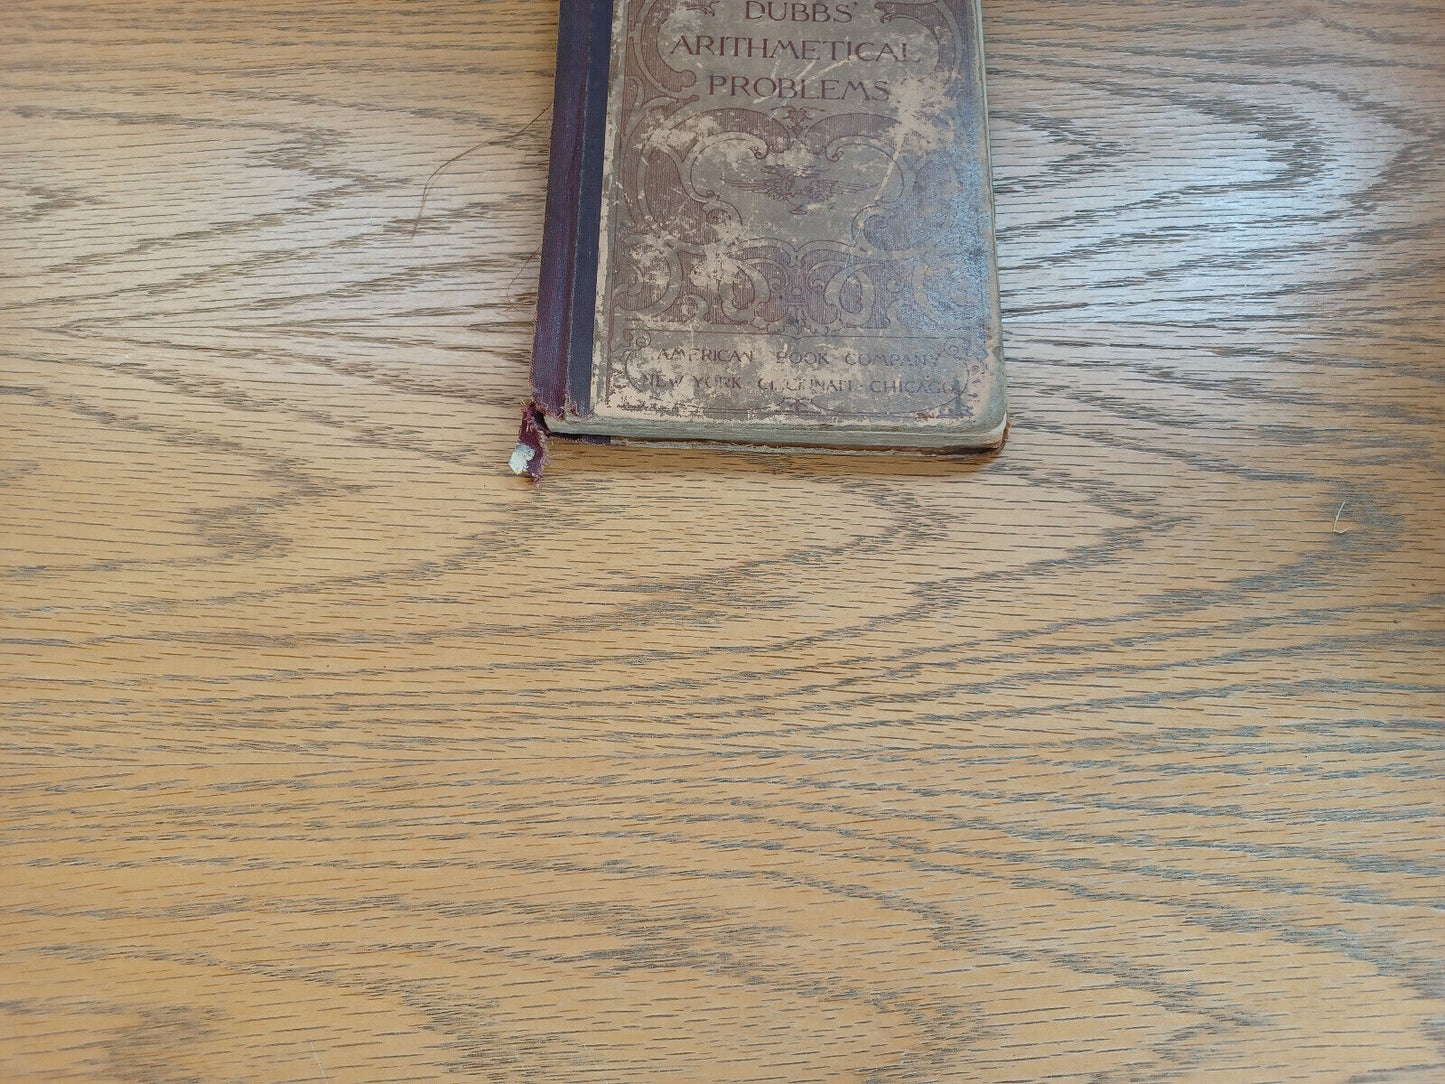 DUBBS'
ARITHMETICAL
PROBLEMS
AMERICAN BOOK COMPANY
NEW YORK · CINCINNATI · CHICAGO